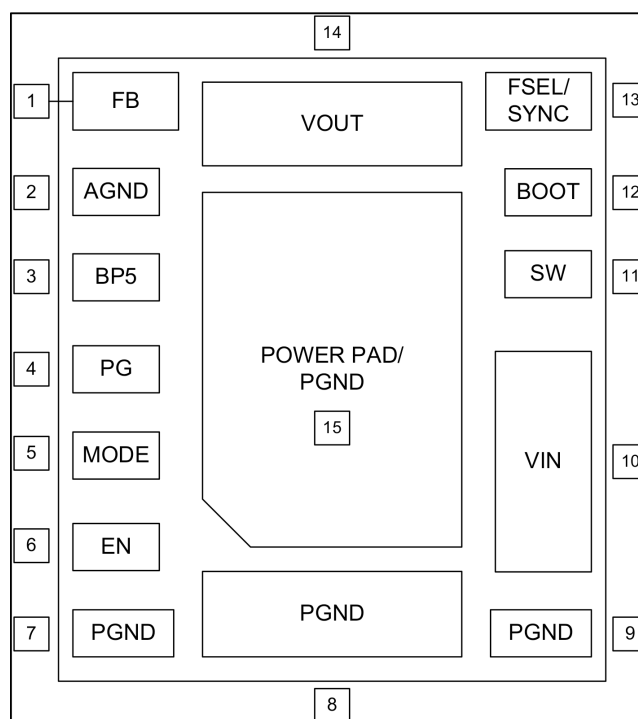 14
1
FB
VOUT
FSEL/
SYNC
13
2
AGND
BOOT
12
3
BP5
SW
11
4
PG
POWER PAD/
PGND
15
VIN
10
5
MODE
6
EN
7
PGND
PGND
PGND
9
8